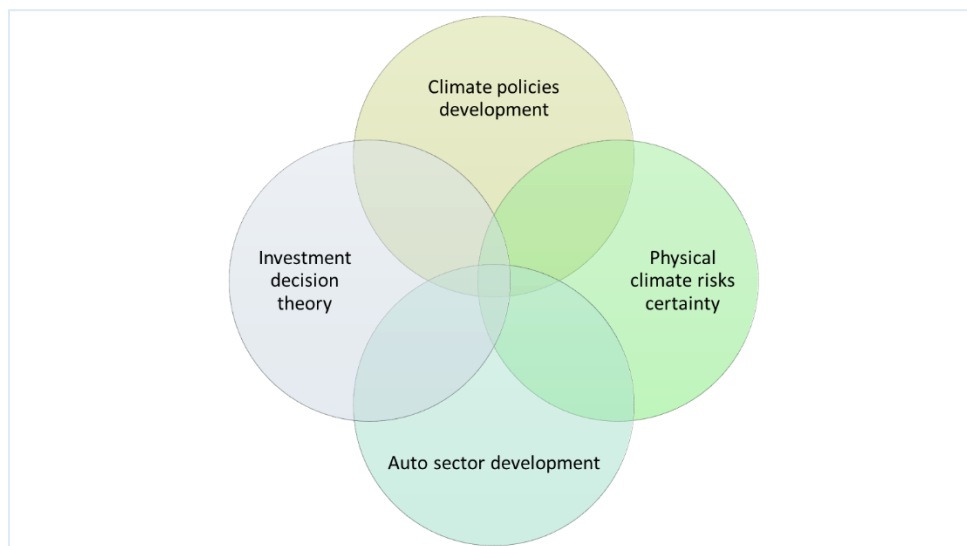 Climate policies
development
Investment
decision
theory
Physical
climate risks
certainty
Auto sector development